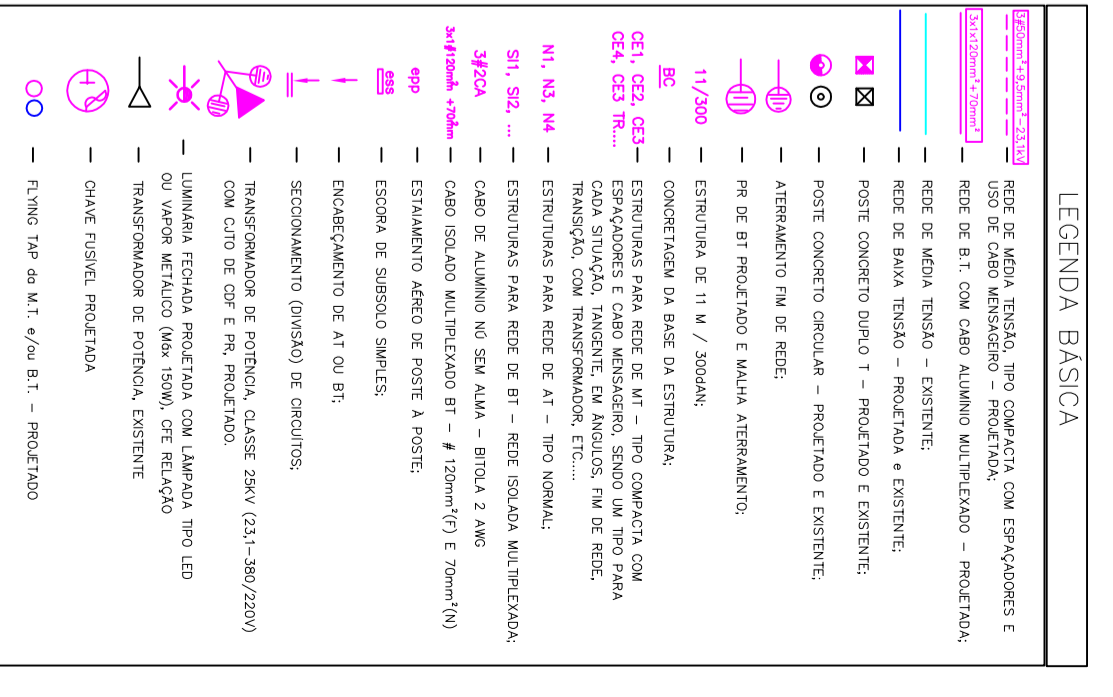 LEGENDA BÁSICA
3#50mm²+9,5mm²-23,1kV
— REDE DE MÉDIA TENSÃO, TIPO COMPACTA COM ESPAÇADORES E
USO DE CABO MENSAGEIRO - PROJETADA;
3x1x120mm²+70mm²
— REDE DE B.T. COM CABO ALUMÍNIO MULTIPLEXADO - PROJETADA;
— REDE DE MÉDIA TENSÃO - EXISTENTE;
— REDE DE BAIXA TENSÃO - PROJETADA e EXISTENTE;
— POSTE CONCRETO DUPLO T - PROJETADO E EXISTENTE;
— POSTE CONCRETO CIRCULAR - PROJETADO E EXISTENTE;
— ATERRAMENTO FIM DE REDE;
— PR DE BT PROJETADO E MALHA ATERRAMENTO;
11/300 — ESTRUTURA DE 11 M / 300dAN;
BC — CONCRETAGEM DA BASE DA ESTRUTURA;
CE1, CE2, CE3 — ESTRUTURAS PARA REDE DE MT - TIPO COMPACTA COM
CE4, CE3 TR.... ESPAÇADORES E CABO MENSAGEIRO, SENDO UM TIPO PARA
CADA SITUAÇÃO, TANGENTE, EM ÂNGULOS, FIM DE REDE,
TRANSIÇÃO, COM TRANSFORMADOR, ETC.....
N1, N3, N4 — ESTRUTURAS PARA REDE DE AT - TIPO NORMAL;
SI1, SI2, ... — ESTRUTURAS PARA REDE DE BT - REDE ISOLADA MULTIPLEXADA;
3#2CA — CABO DE ALUMÍNIO NÚ SEM ALMA - BITOLA 2 AWG
3x1#120mm² +70mm² — CABO ISOLADO MULTIPLEXADO BT - # 120mm²(F) E 70mm²(N)
epp — ESTAIAMENTO AÉREO DE POSTE À POSTE;
ess — ESCORA DE SUBSOLO SIMPLES;
— ENCABEÇAMENTO DE AT OU BT;
— SECCIONAMENTO (DIVISÃO) DE CIRCUÍTOS;
— TRANSFORMADOR DE POTÊNCIA, CLASSE 25KV (23,1-380/220V)
COM CJTO DE CDF E PR, PROJETADO.
— LUMINÁRIA FECHADA PROJETADA COM LÂMPADA TIPO LED
OU VAPOR METÁLICO (Máx 150W), CFE RELAÇÃO
— TRANSFORMADOR DE POTÊNCIA, EXISTENTE
— CHAVE FUSÍVEL PROJETADA
— FLYING TAP da M.T. e/ou B.T. - PROJETADO